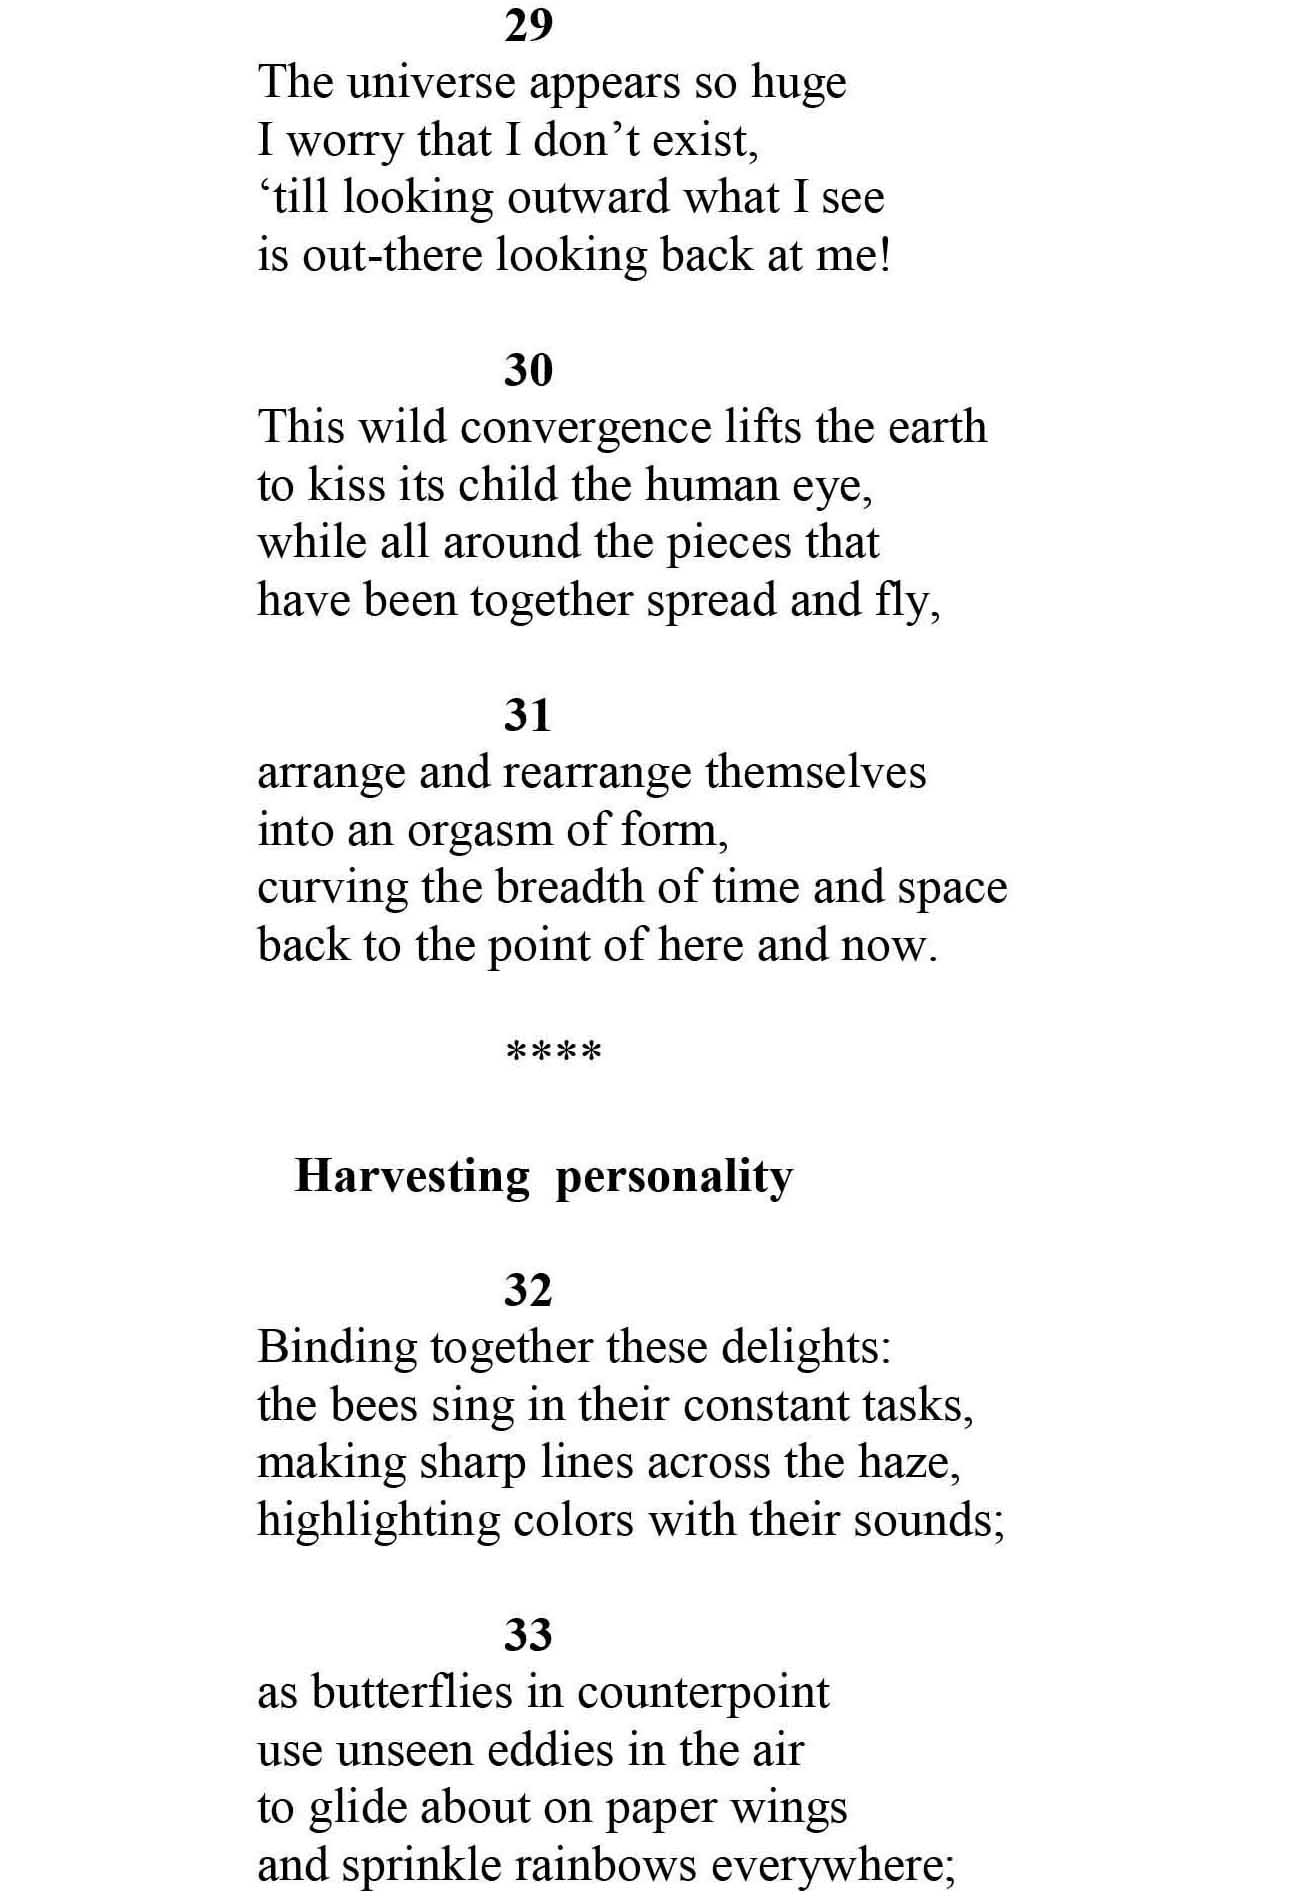 29
The universe appears so huge
I worry that I don’t exist,
‘till looking outward what I see
is out-there looking back at me!
30
This wild convergence lifts the earth
to kiss its child the human eye,
while all around the pieces that
have been together spread and fly,
31
arrange and rearrange themselves
into an orgasm of form,
curving the breadth of time and space
back to the point of here and now.
****
Harvesting personality
32
Binding together these delights:
the bees sing in their constant tasks,
making sharp lines across the haze,
highlighting colors with their sounds;
33
as butterflies in counterpoint
use unseen eddies in the air
to glide about on paper wings
and sprinkle rainbows everywhere;